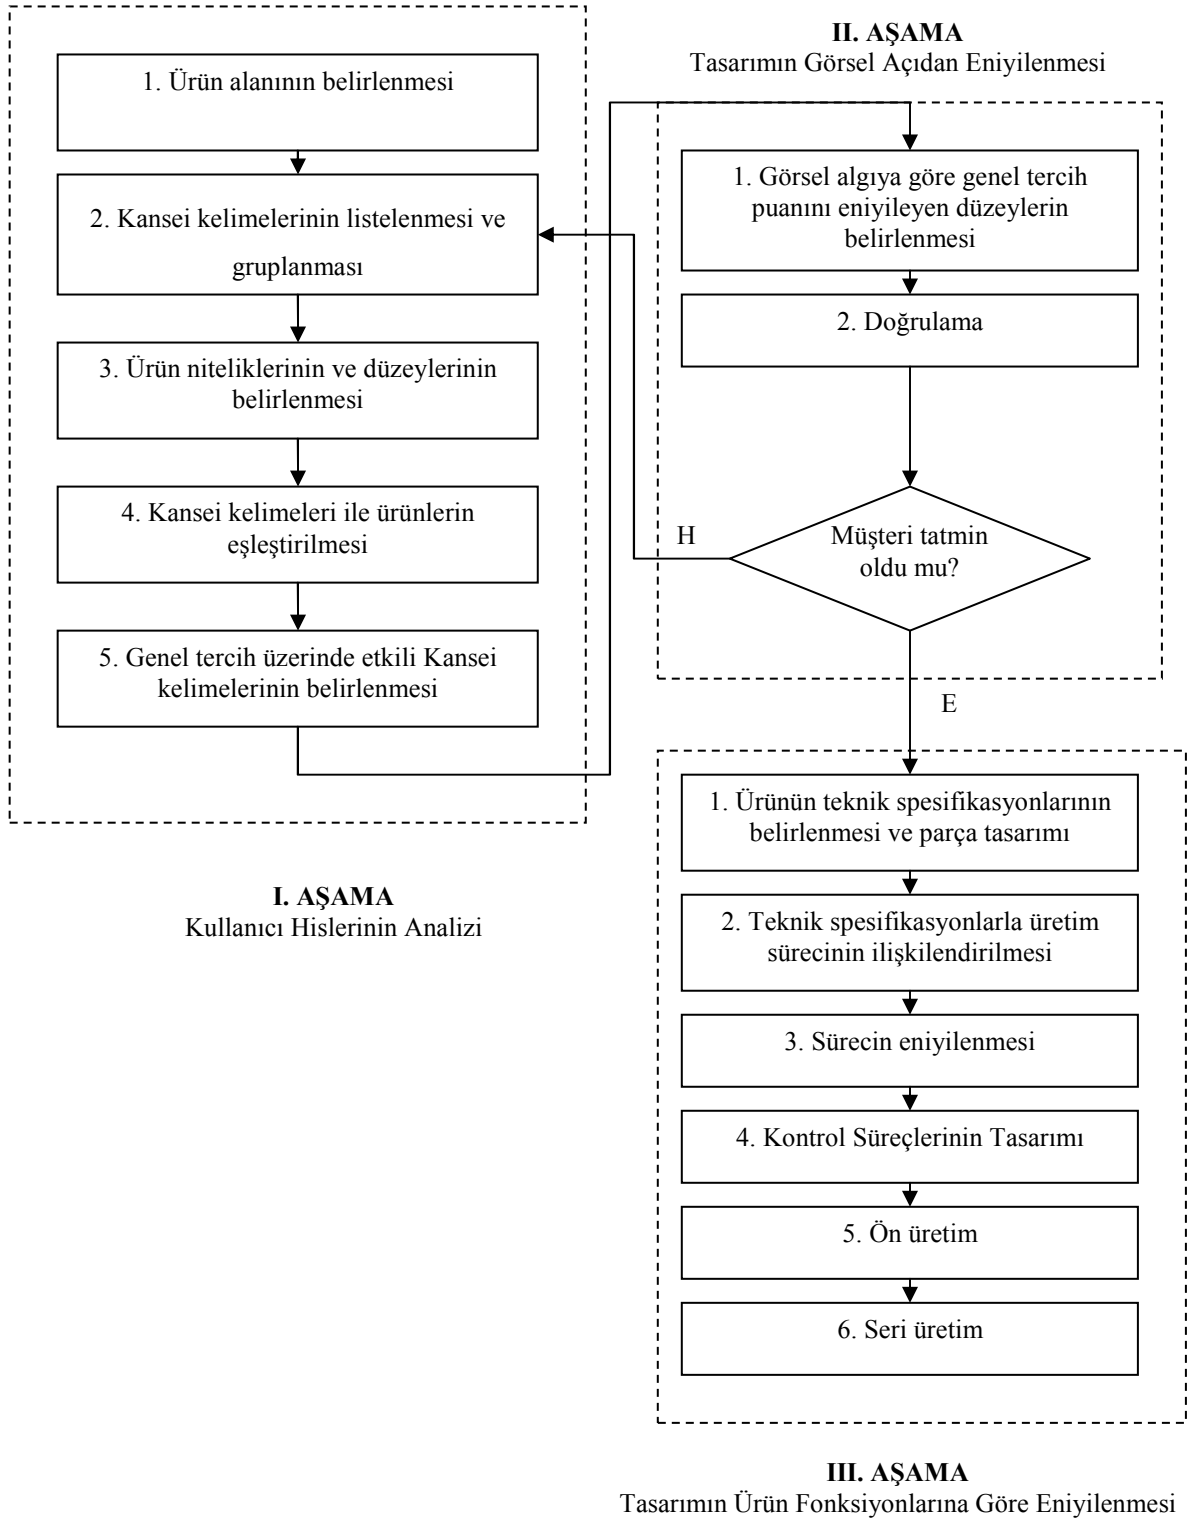 1. Ürün alanının belirlenmesi
2. Kansei kelimelerinin listelenmesi ve
gruplanması
3. Ürün niteliklerinin ve düzeylerinin
belirlenmesi
4. Kansei kelimeleri ile ürünlerin
eşleştirilmesi
5. Genel tercih üzerinde etkili Kansei
kelimelerinin belirlenmesi
I. AŞAMA
Kullanıcı Hislerinin Analizi
II. AŞAMA
Tasarımın Görsel Açıdan Eniyilenmesi
1. Görsel algıya göre genel tercih
puanını eniyileyen düzeylerin
belirlenmesi
2. Doğrulama
Müşteri tatmin
oldu mu?
H
E
1. Ürünün teknik spesifikasyonlarının
belirlenmesi ve parça tasarımı
2. Teknik spesifikasyonlarla üretim
sürecinin ilişkilendirilmesi
3. Sürecin eniyilenmesi
4. Kontrol Süreçlerinin Tasarımı
5. Ön üretim
6. Seri üretim
III. AŞAMA
Tasarımın Ürün Fonksiyonlarına Göre Eniyilenmesi